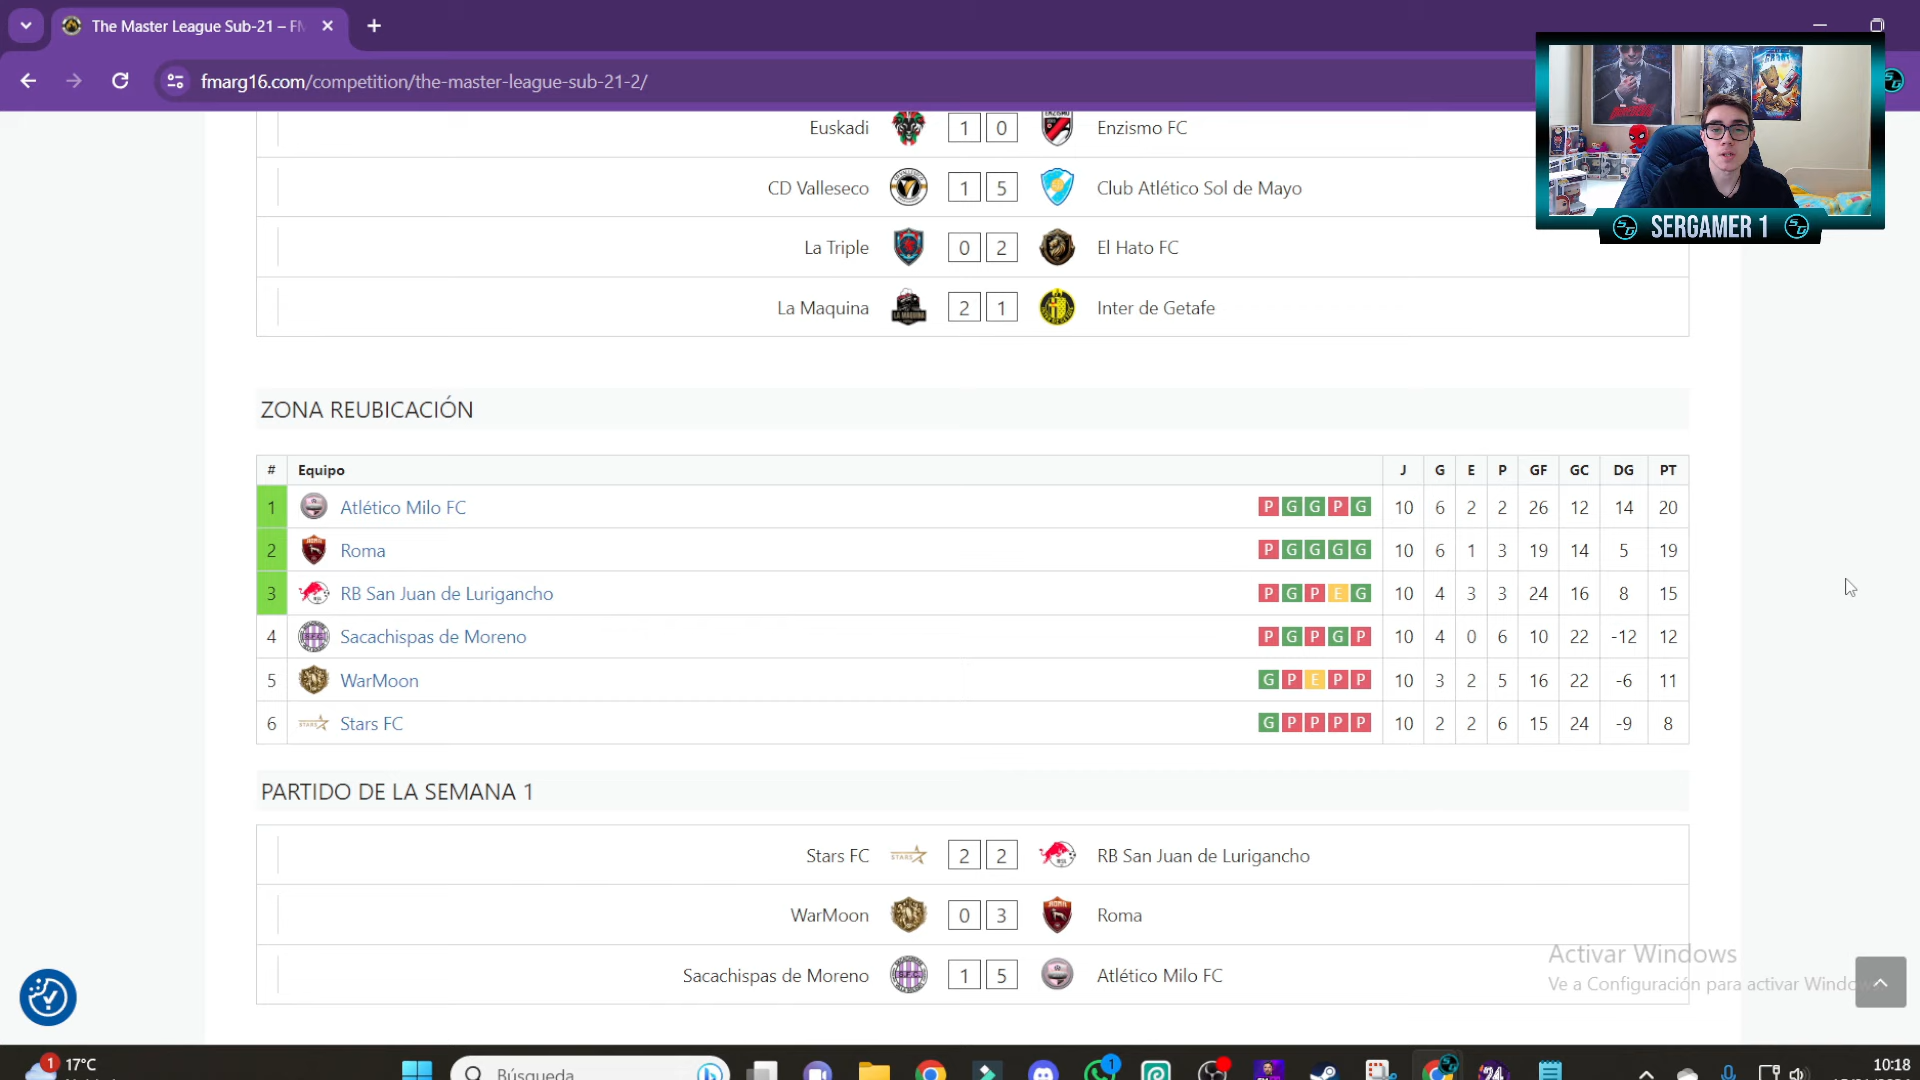 The Master League Sub-21 – FM
fmarg16.com/competition/the-master-league-sub-21-2/
Euskadi 1 0 Enzismo FC
CD Valleseco 1 5 Club Atlético Sol de Mayo
La Triple 0 2 El Hato FC
La Maquina 2 1 Inter de Getafe
SERGAMER 1
ZONA REUBICACIÓN
# Equipo J G E P GF GC DG PT
1 Atlético Milo FC P G G P G 10 6 2 2 26 12 14 20
2 Roma P G G G G 10 6 1 3 19 14 5 19
3 RB San Juan de Lurigancho P G P E G 10 4 3 3 24 16 8 15
4 Sacachispas de Moreno P G P G P 10 4 0 6 10 22 -12 12
5 WarMoon G P E P P 10 3 2 5 16 22 -6 11
6 Stars FC G P P P P 10 2 2 6 15 24 -9 8
PARTIDO DE LA SEMANA 1
Stars FC 2 2 RB San Juan de Lurigancho
WarMoon 0 3 Roma
Sacachispas de Moreno 1 5 Atlético Milo FC
Activar Windows
Ve a Configuración para activar Windo
1 17°C
Búsqueda
1
24
10:18